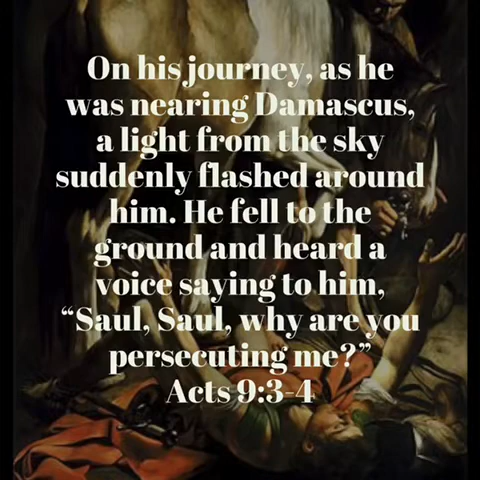 On his journey, as he
was nearing Damascus,
a light from the sky
suddenly flashed around
him. He fell to the
ground and heard a
voice saying to him,
“Saul, Saul, why are you
persecuting me?”
Acts 9:3-4